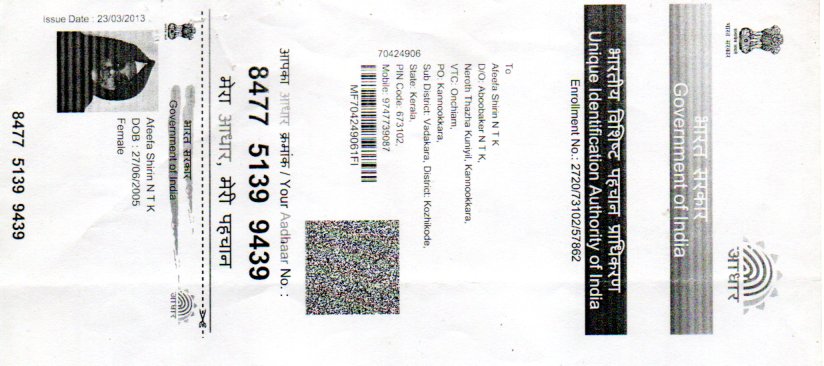 भारत सरकार
Government of India
आधार
भारतीय विशिष्ट पहचान प्राधिकरण
Unique Identification Authority of India
Enrollment No.: 2720/73102/57862
To
Afeefa Shirin N T K
D/O: Aboobaker N T K,
Neroth Thazha Kuniyil, Kannookkara,
VTC: Onchiam,
PO: Kannookkara,
Sub District: Vadakara, District: Kozhikode,
State: Kerala,
PIN Code: 673102,
Mobile: 9747739087
70424906
MF704249061FI
आपका आधार क्रमांक / Your Aadhaar No. :
8477 5139 9439
मेरा आधार, मेरी पहचान
भारत सरकार
Government of India
आधार
Issue Date : 23/03/2013
Afeefa Shirin N T K
DOB : 27/06/2005
Female
8477 5139 9439